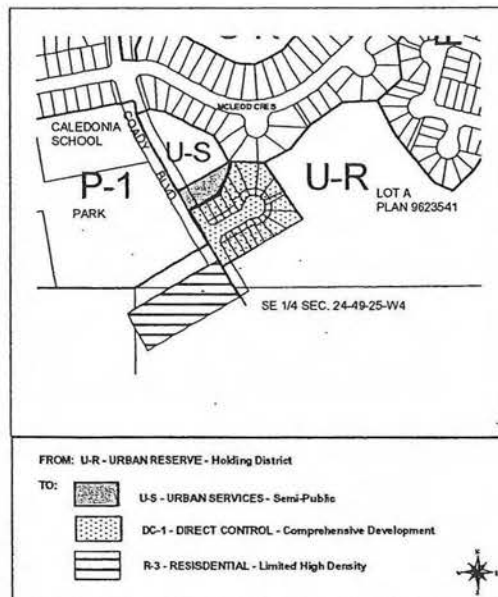 MCLEOD CRES
CALEDONIA
SCHOOL
COADY
BLVD
U-S
P-1
PARK
U-R
LOT A
PLAN 9623541
SE 1/4 SEC. 24-49-25-W4
FROM: U-R - URBAN RESERVE - Holding District
TO:
U-S - URBAN SERVICES - Semi-Public
DC-1 - DIRECT CONTROL - Comprehensive Development
R-3 - RESISDENTIAL - Limited High Density